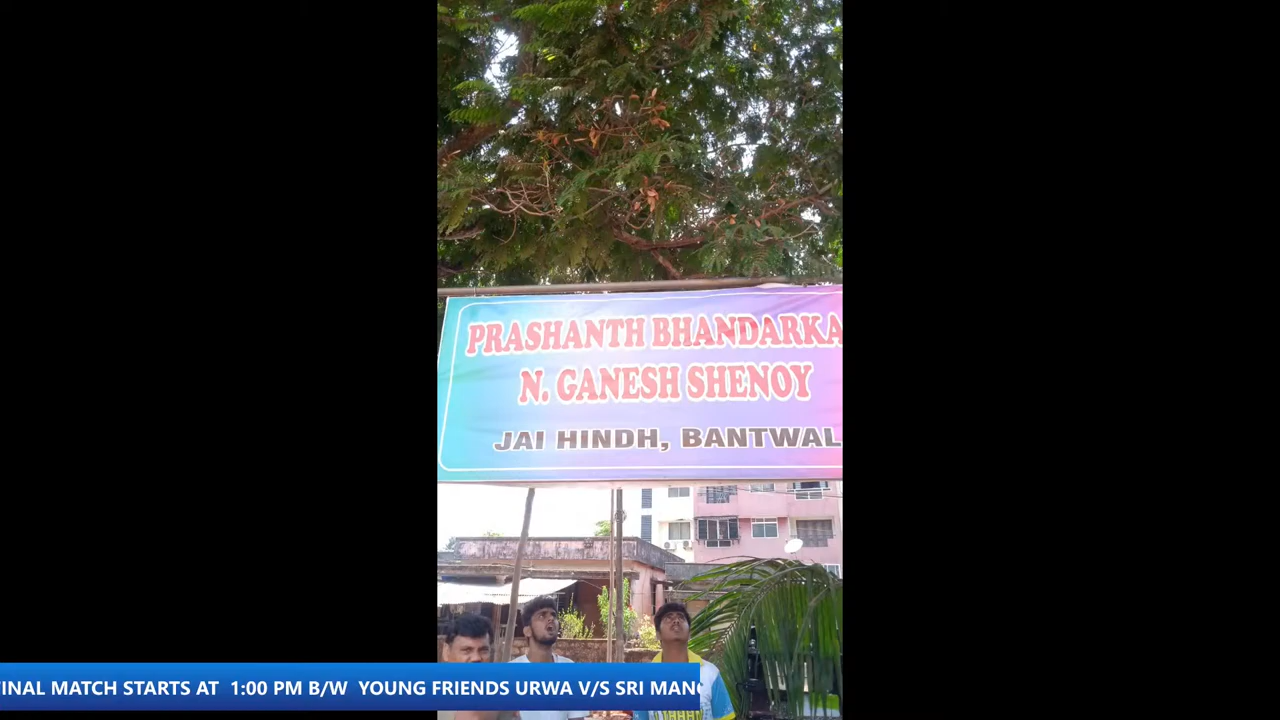 PRASHANTH BHANDARKA
N. GANESH SHENOY
JAI HINDH, BANTWAL
INAL MATCH STARTS AT 1:00 PM B/W YOUNG FRIENDS URWA V/S SRI MAN